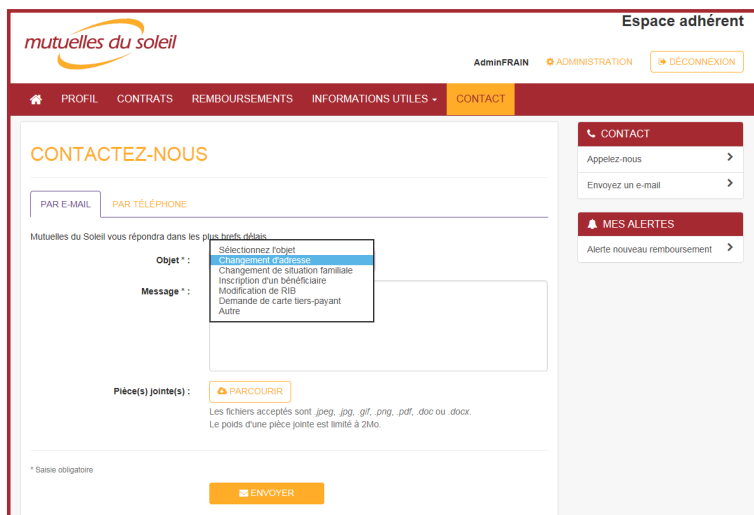 Espace adhérent
mutuelles du soleil
AdminFRAIN ADMINISTRATION DÉCONNEXION
PROFIL CONTRATS REMBOURSEMENTS INFORMATIONS UTILES CONTACT
CONTACTEZ-NOUS
PAR E-MAIL PAR TÉLÉPHONE
Mutuelles du Soleil vous répondra dans les plus brefs délais
Objet * :
Sélectionnez l'objet
Changement d'adresse
Changement de situation familiale
Inscription d'un bénéficiaire
Modification de RIB
Demande de carte tiers-payant
Autre
Message * :
Pièce(s) jointe(s) :
PARCOURIR
Les fichiers acceptés sont .jpeg, .jpg, .gif, .png, .pdf, .doc ou .docx.
Le poids d'une pièce jointe est limité à 2Mo.
* Saisie obligatoire
ENVOYER
CONTACT
Appelez-nous
Envoyez un e-mail
MES ALERTES
Alerte nouveau remboursement